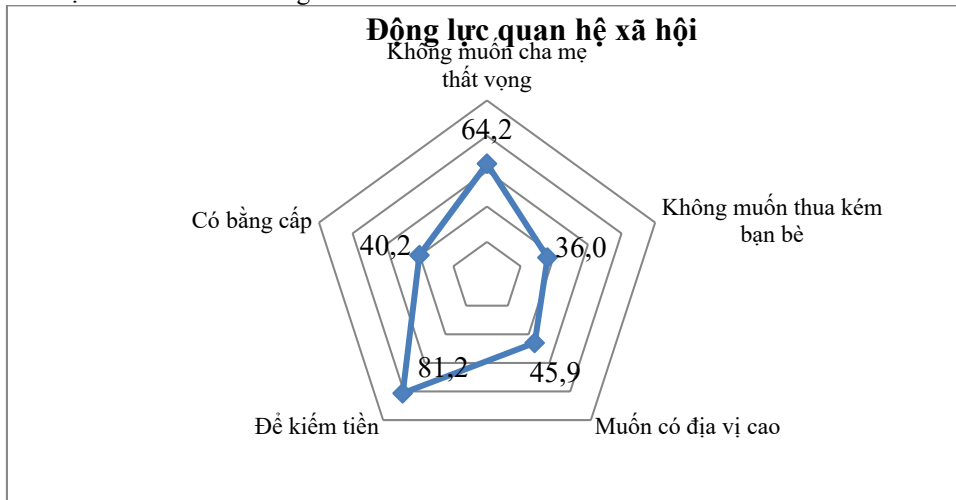 Động lực quan hệ xã hội
Không muốn cha mẹ
thất vọng
64,2
Không muốn thua kém
bạn bè
36,0
Muốn có địa vị cao
45,9
Để kiếm tiền
81,2
Có bằng cấp
40,2